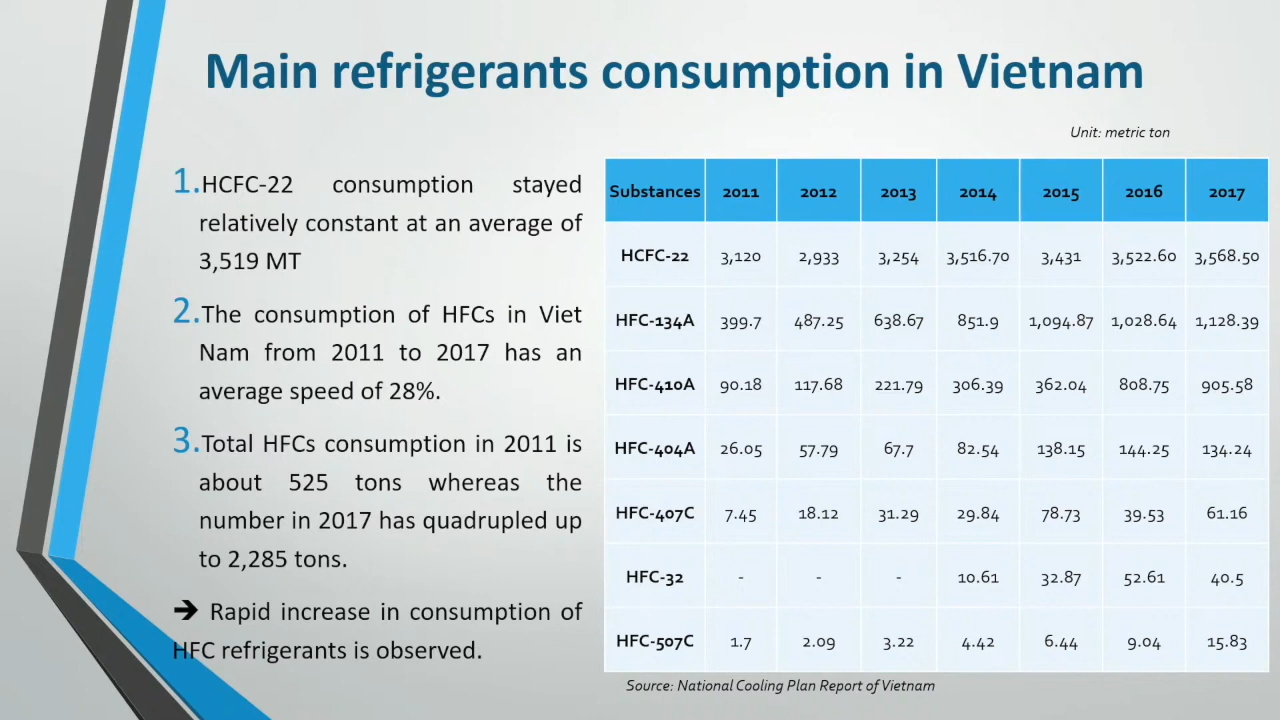 Main refrigerants consumption in Vietnam
Unit: metric ton
1.HCFC-22 consumption stayed
relatively constant at an average of
3,519 MT
2.The consumption of HFCs in Viet
Nam from 2011 to 2017 has an
average speed of 28%.
3.Total HFCs consumption in 2011 is
about 525 tons whereas the
number in 2017 has quadrupled up
to 2,285 tons.
➔ Rapid increase in consumption of
HFC refrigerants is observed.
Substances 2011 2012 2013 2014 2015 2016 2017
HCFC-22 3,120 2,933 3,254 3,516.70 3,431 3,522.60 3,568.50
HFC-134A 399.7 487.25 638.67 851.9 1,094.87 1,028.64 1,128.39
HFC-410A 90.18 117.68 221.79 306.39 362.04 808.75 905.58
HFC-404A 26.05 57.79 67.7 82.54 138.15 144.25 134.24
HFC-407C 7.45 18.12 31.29 29.84 78.73 39.53 61.16
HFC-32 - - - 10.61 32.87 52.61 40.5
HFC-507C 1.7 2.09 3.22 4.42 6.44 9.04 15.83
Source: National Cooling Plan Report of Vietnam